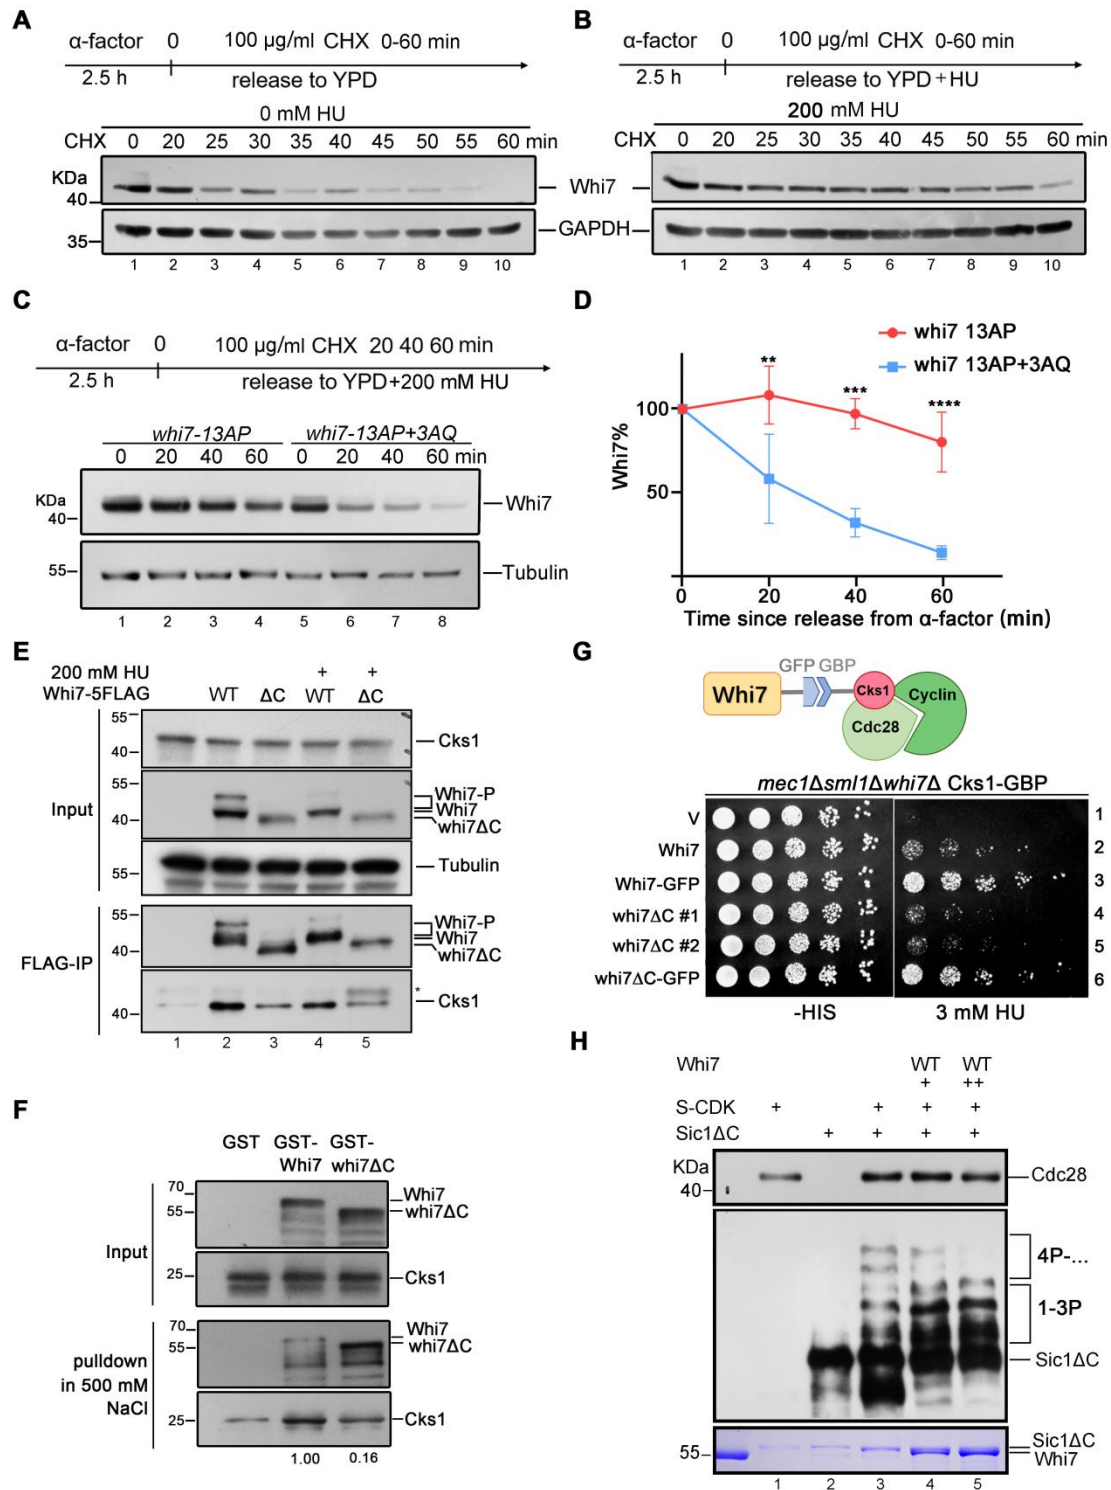 A
α-factor 0 100 µg/ml CHX 0-60 min
2.5 h release to YPD
0 mM HU
CHX 0 20 25 30 35 40 45 50 55 60 min
KDa
40
Whi7
35
GAPDH
1 2 3 4 5 6 7 8 9 10
B
α-factor 0 100 µg/ml CHX 0-60 min
2.5 h release to YPD+HU
200 mM HU
CHX 0 20 25 30 35 40 45 50 55 60 min
1 2 3 4 5 6 7 8 9 10
C
α-factor 0 100 µg/ml CHX 20 40 60 min
2.5 h release to YPD+200 mM HU
whi7-13AP whi7-13AP+3AQ
0 20 40 60 0 20 40 60 min
KDa
40
Whi7
55
Tubulin
1 2 3 4 5 6 7 8
D
whi7 13AP
whi7 13AP+3AQ
** *** ****
100
50
Whi7%
0 20 40 60
Time since release from α-factor (min)
E
200 mM HU + +
Whi7-5FLAG WT ΔC WT ΔC
Input
55
40
Cks1
55
40
Whi7-P
Whi7
whi7ΔC
55
Tubulin
FLAG-IP
55
40
Whi7-P
Whi7
whi7ΔC
*
Cks1
40
1 2 3 4 5
F
GST GST-Whi7 GST-whi7ΔC
Input
70
55
Whi7
whi7ΔC
25
Cks1
pulldown
in 500 mM
NaCl
70
55
Whi7
whi7ΔC
25
Cks1
1.00 0.16
G
GFP GBP
Whi7
Cks1
Cyclin
Cdc28
mec1Δsml1Δwhi7Δ Cks1-GBP
V 1
Whi7 2
Whi7-GFP 3
whi7ΔC #1 4
whi7ΔC #2 5
whi7ΔC-GFP 6
-HIS 3 mM HU
H
Whi7 WT WT
+ ++
S-CDK + + + +
Sic1ΔC + + + +
KDa
40
Cdc28
4P-...
1-3P
Sic1ΔC
55
Sic1ΔC
Whi7
1 2 3 4 5